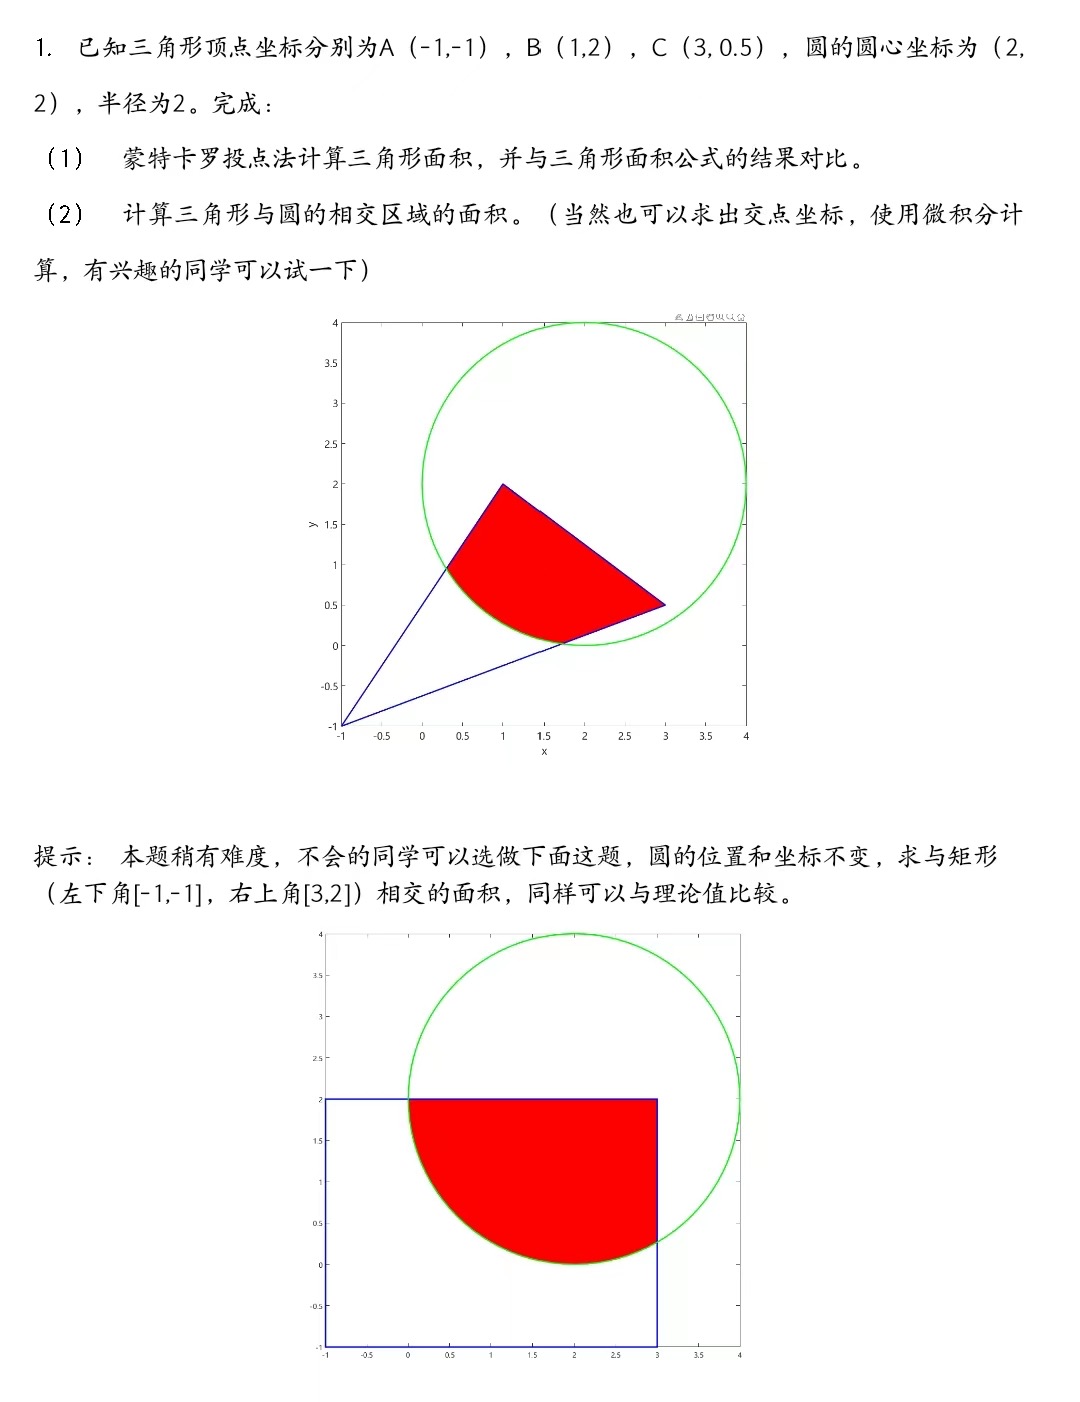 1. 已知三角形顶点坐标分别为A（-1,-1），B（1,2），C（3, 0.5），圆的圆心坐标为（2,
2），半径为2。完成：
（1） 蒙特卡罗投点法计算三角形面积，并与三角形面积公式的结果对比。
（2） 计算三角形与圆的相交区域的面积。（当然也可以求出交点坐标，使用微积分计
算，有兴趣的同学可以试一下）
4
3.5
3
2.5
2
y 1.5
1
0.5
0
-0.5
-1
-1 -0.5 0 0.5 1 1.5 2 2.5 3 3.5 4
x
提示： 本题稍有难度，不会的同学可以选做下面这题，圆的位置和坐标不变，求与矩形
（左下角[-1,-1]，右上角[3,2]）相交的面积，同样可以与理论值比较。
4
3.5
3
2.5
2
1.5
1
0.5
0
-0.5
-1
-1 -0.5 0 0.5 1 1.5 2 2.5 3 3.5 4